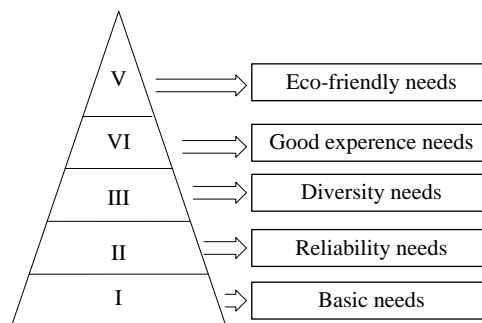 V
Eco-friendly needs
VI
Good experence needs
III
Diversity needs
II
Reliability needs
I
Basic needs